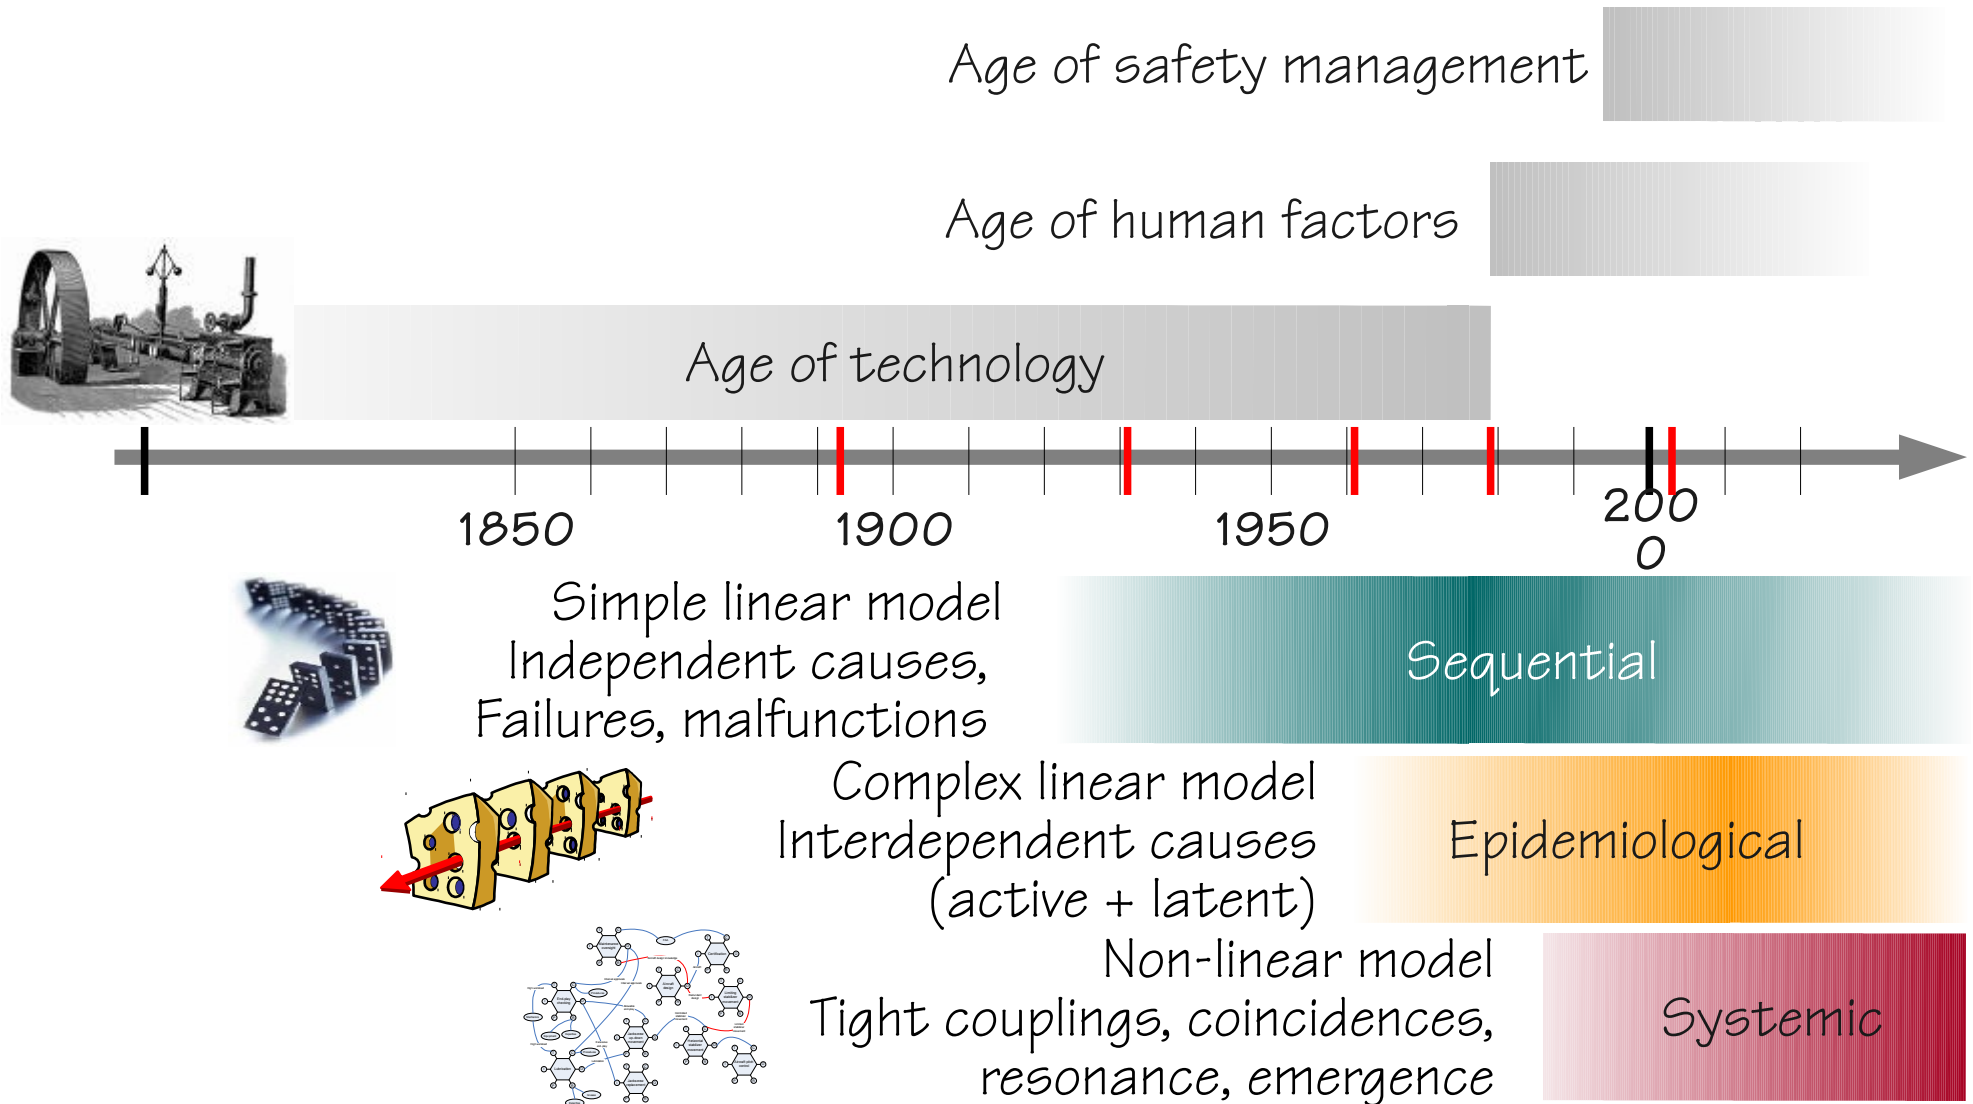 Age of safety management
Age of human factors
Age of technology
1850
1900
1950
200
0
Simple linear model
Independent causes,
Failures, malfunctions
Sequential
Complex linear model
Interdependent causes
(active + latent)
Epidemiological
Non-linear model
Tight couplings, coincidences,
resonance, emergence
Systemic